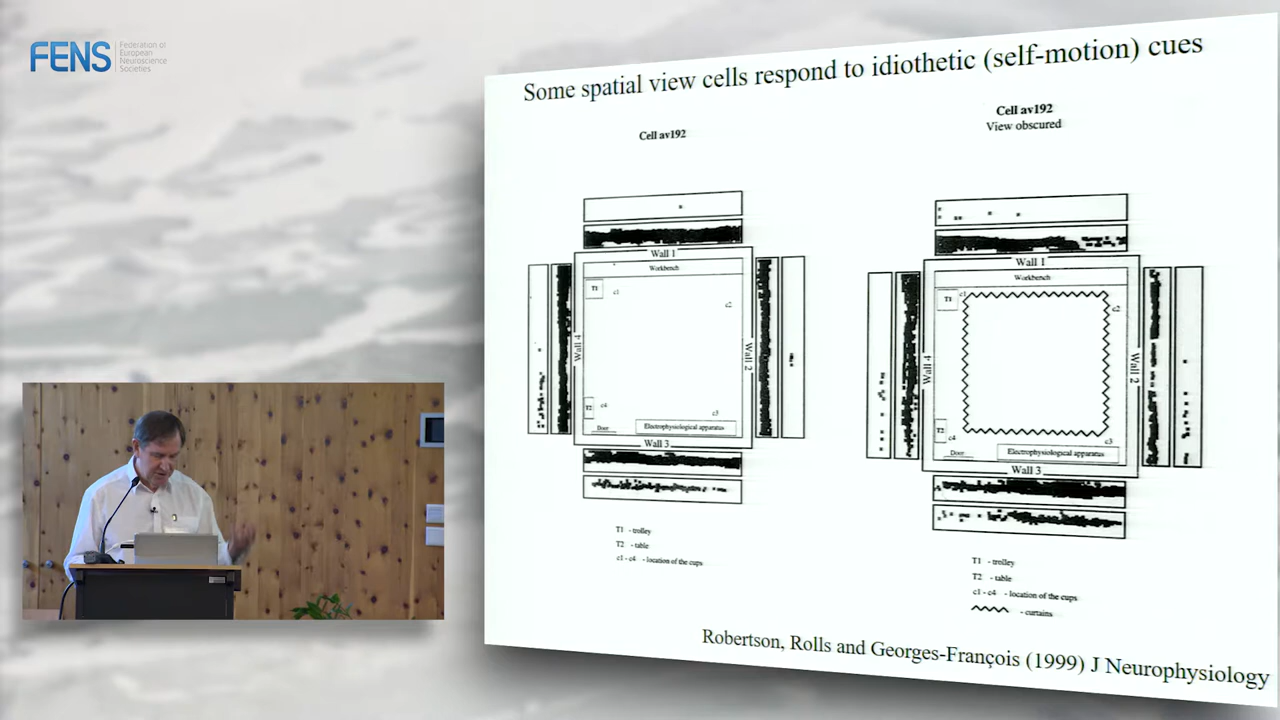 FENS
Federation of
European
Neuroscience
Societies
Some spatial view cells respond to idiothetic (self-motion) cues
Cell av192
Wall 1
Workbench
T1
c1
c2
Wall 4
Wall 2
T2
c4
c3
Door
Electrophysiological apparatus
Wall 3
T1 - trolley
T2 - table
c1 - c4 - location of the cups
Cell av192
View obscured
Wall 1
Workbench
T1
c1
c2
Wall 4
Wall 2
T2
c4
c3
Door
Electrophysiological apparatus
Wall 3
T1 - trolley
T2 - table
c1 - c4 - location of the cups
- curtains
Robertson, Rolls and Georges-François (1999) J Neurophysiology